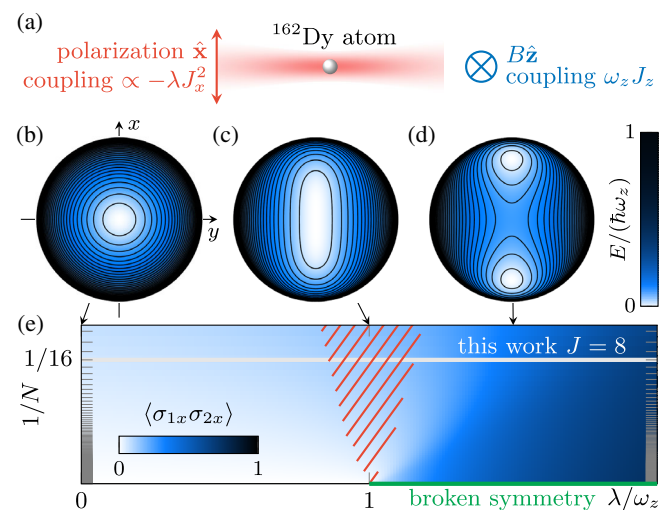 (a)
polarization x̂
coupling ∝ −λJ_x^2
^162Dy atom
Bẑ
coupling ω_z J_z
(b)
x
y
(c)
(d)
1
E/(ℏω_z)
0
(e)
this work J = 8
1/16
1/N
⟨σ_1x σ_2x⟩
0
1
0
1
broken symmetry
λ/ω_z